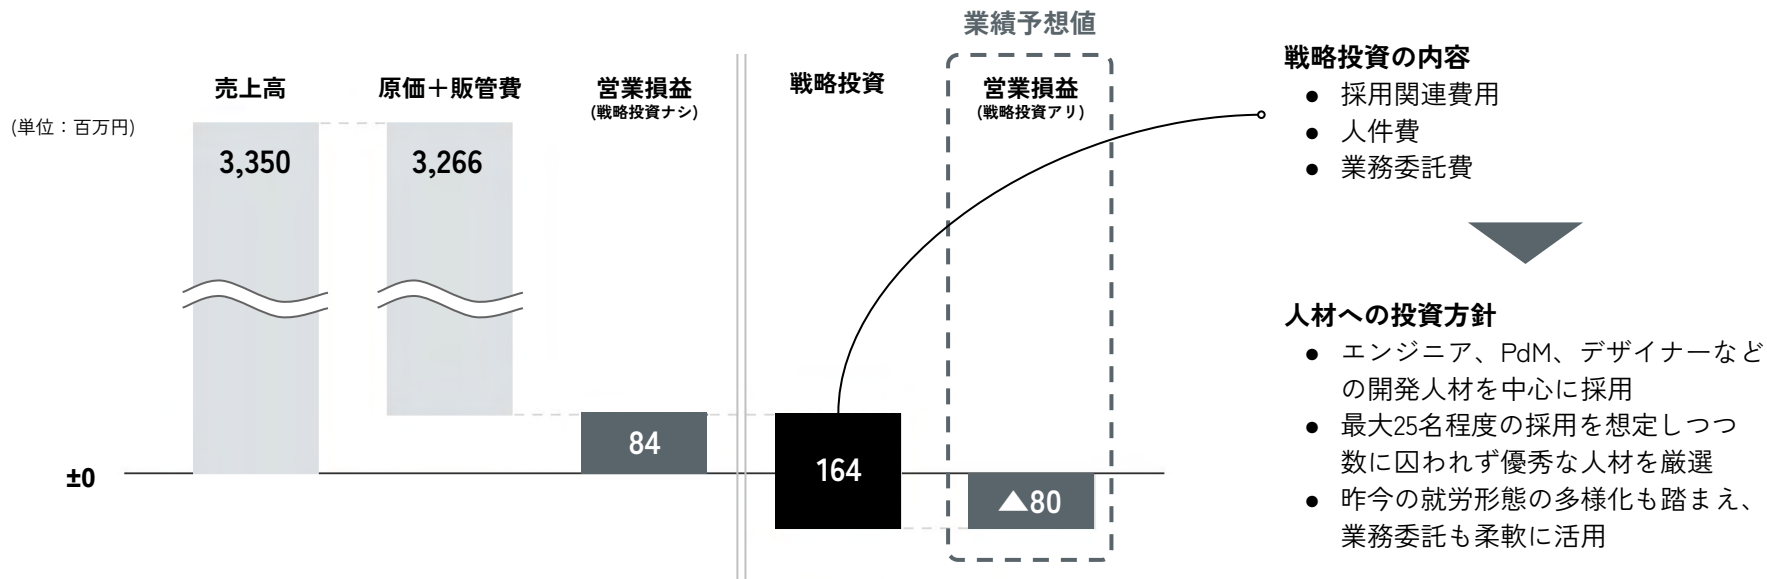 業績予想値
売上高
原価＋販管費
営業損益
(戦略投資ナシ)
戦略投資
営業損益
(戦略投資アリ)
(単位：百万円)
3,350
3,266
84
164
▲80
±0
戦略投資の内容
● 採用関連費用
● 人件費
● 業務委託費
人材への投資方針
● エンジニア、PdM、デザイナーなど
の開発人材を中心に採用
● 最大25名程度の採用を想定しつつ
数に囚われず優秀な人材を厳選
● 昨今の就労形態の多様化も踏まえ、
業務委託も柔軟に活用